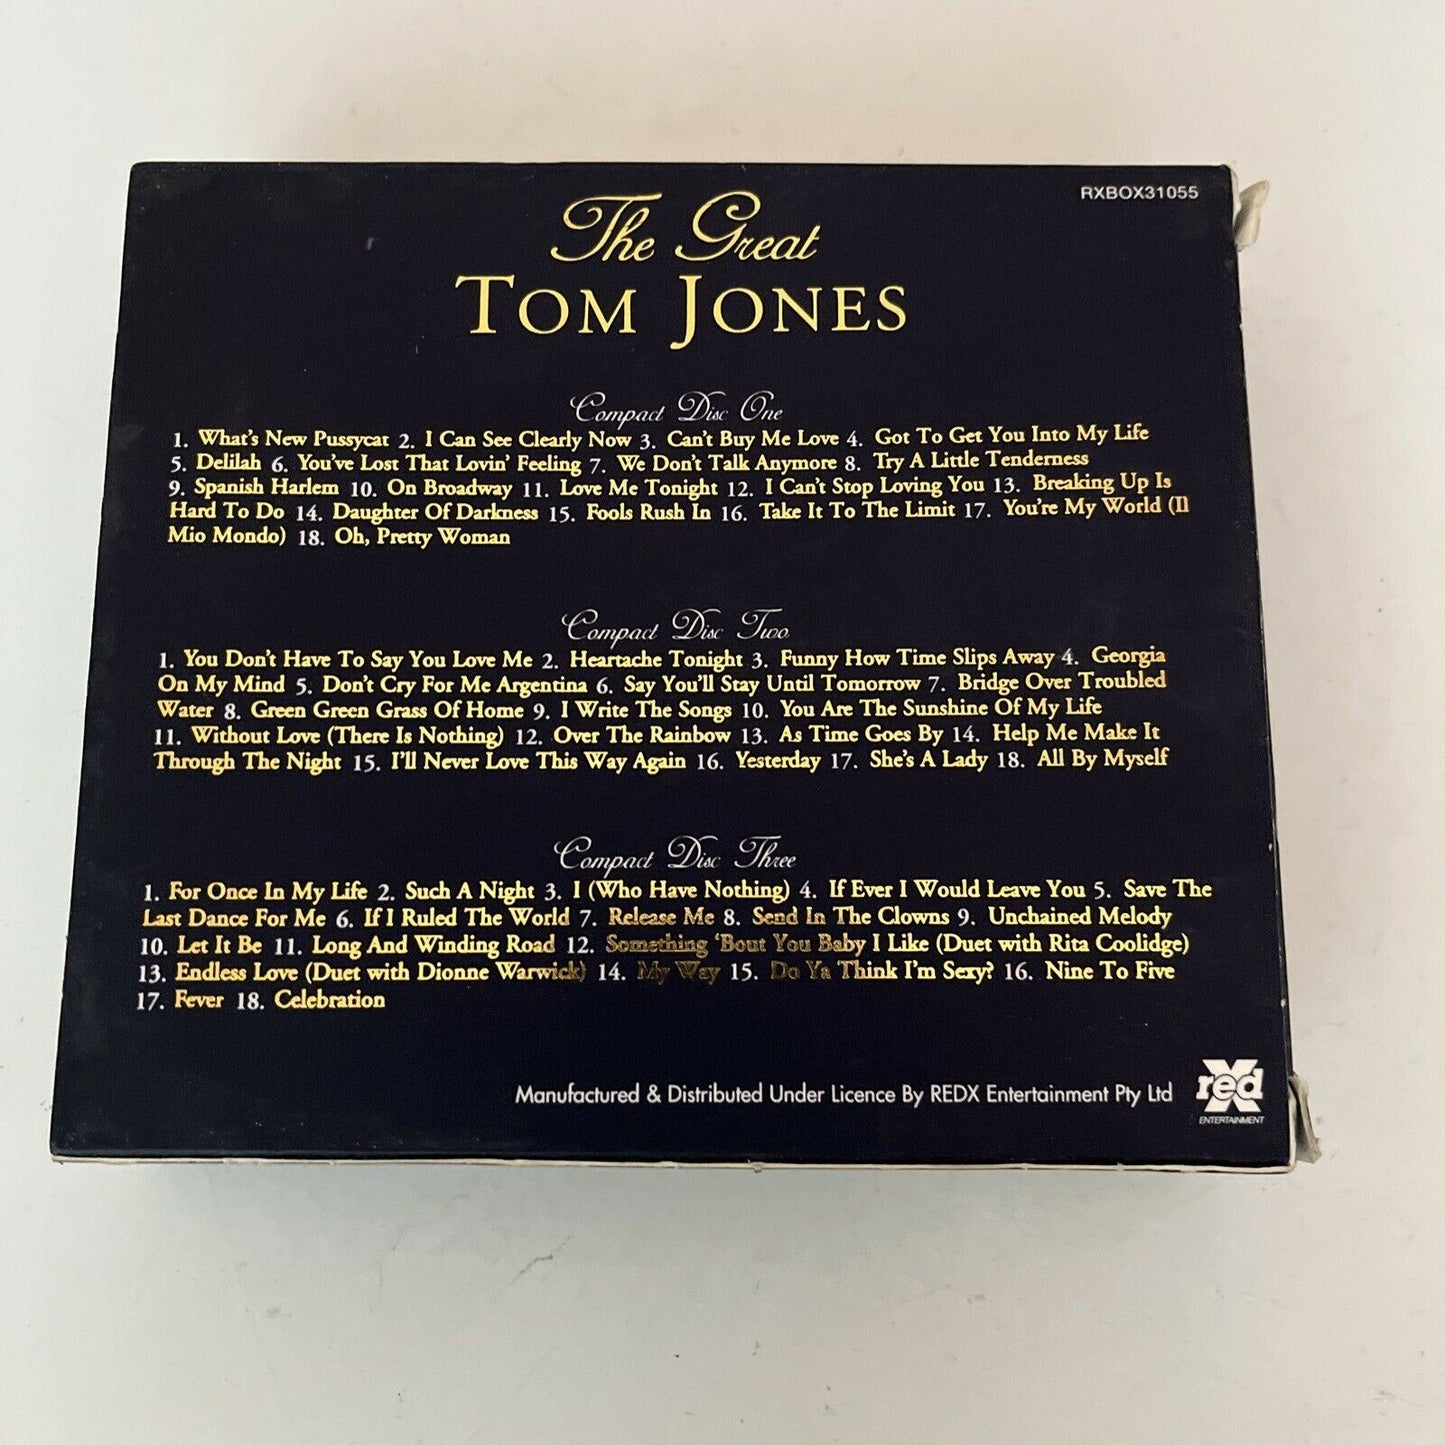 RXBOX31055
The Great
TOM JONES
Compact Disc One
1. What's New Pussycat 2. I Can See Clearly Now 3. Can't Buy Me Love 4. Got To Get You Into My Life
5. Delilah 6. You've Lost That Lovin' Feeling 7. We Don't Talk Anymore 8. Try A Little Tenderness
9. Spanish Harlem 10. On Broadway 11. Love Me Tonight 12. I Can't Stop Loving You 13. Breaking Up Is
Hard To Do 14. Daughter Of Darkness 15. Fools Rush In 16. Take It To The Limit 17. You're My World (Il
Mio Mondo) 18. Oh, Pretty Woman
Compact Disc Two
1. You Don't Have To Say You Love Me 2. Heartache Tonight 3. Funny How Time Slips Away 4. Georgia
On My Mind 5. Don't Cry For Me Argentina 6. Say You'll Stay Until Tomorrow 7. Bridge Over Troubled
Water 8. Green Green Grass Of Home 9. I Write The Songs 10. You Are The Sunshine Of My Life
11. Without Love (There Is Nothing) 12. Over The Rainbow 13. As Time Goes By 14. Help Me Make It
Through The Night 15. I'll Never Love This Way Again 16. Yesterday 17. She's A Lady 18. All By Myself
Compact Disc Three
1. For Once In My Life 2. Such A Night 3. I (Who Have Nothing) 4. If Ever I Would Leave You 5. Save The
Last Dance For Me 6. If I Ruled The World 7. Release Me 8. Send In The Clowns 9. Unchained Melody
10. Let It Be 11. Long And Winding Road 12. Something 'Bout You Baby I Like (Duet with Rita Coolidge)
13. Endless Love (Duet with Dionne Warwick) 14. My Way 15. Do Ya Think I'm Sexy? 16. Nine To Five
17. Fever 18. Celebration
Manufactured & Distributed Under Licence By REDX Entertainment Pty Ltd
red X
ENTERTAINMENT